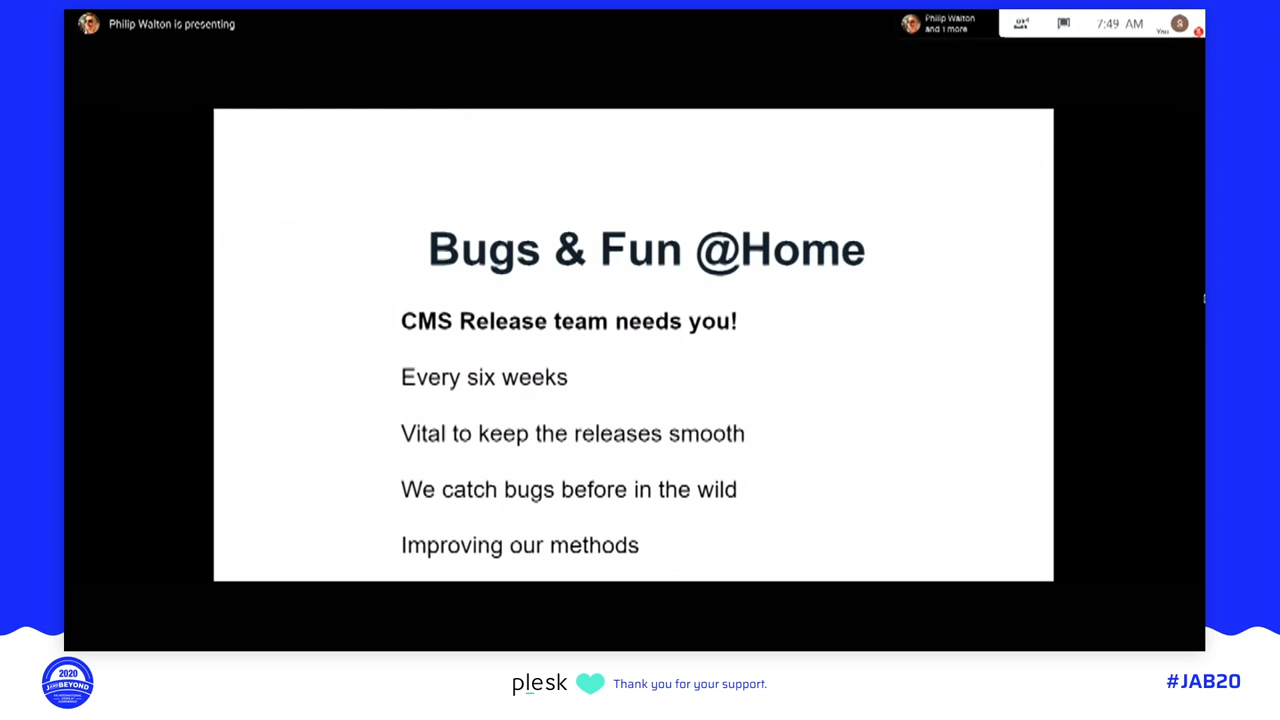 Philip Walton is presenting
Philip Walton
and 1 more
7:49 AM
You
S
Bugs & Fun @Home
CMS Release team needs you!
Every six weeks
Vital to keep the releases smooth
We catch bugs before in the wild
Improving our methods
2020
J AND BEYOND
plesk
Thank you for your support.
#JAB20